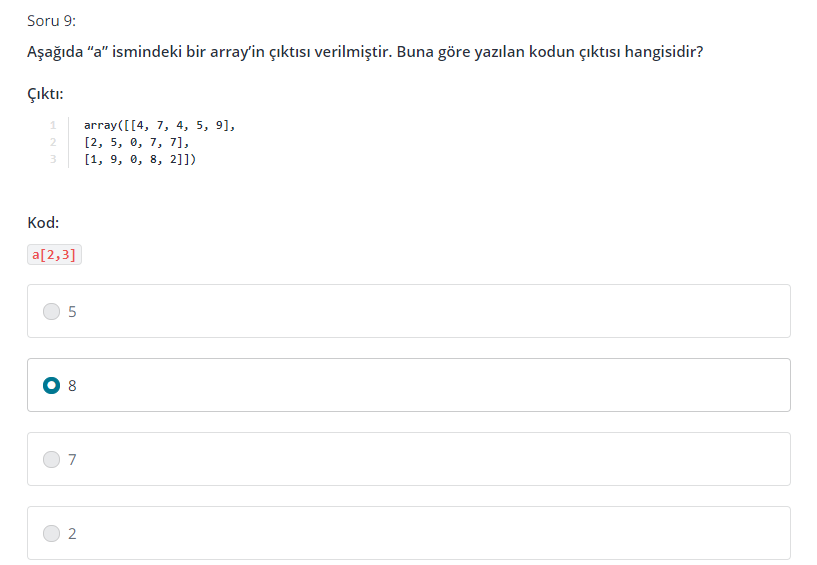 Soru 9:
Aşağıda “a” ismindeki bir array’in çıktısı verilmiştir. Buna göre yazılan kodun çıktısı hangisidir?
Çıktı:
1 array([[4, 7, 4, 5, 9],
2 [2, 5, 0, 7, 7],
3 [1, 9, 0, 8, 2]])
Kod:
a[2,3]
5
8
7
2